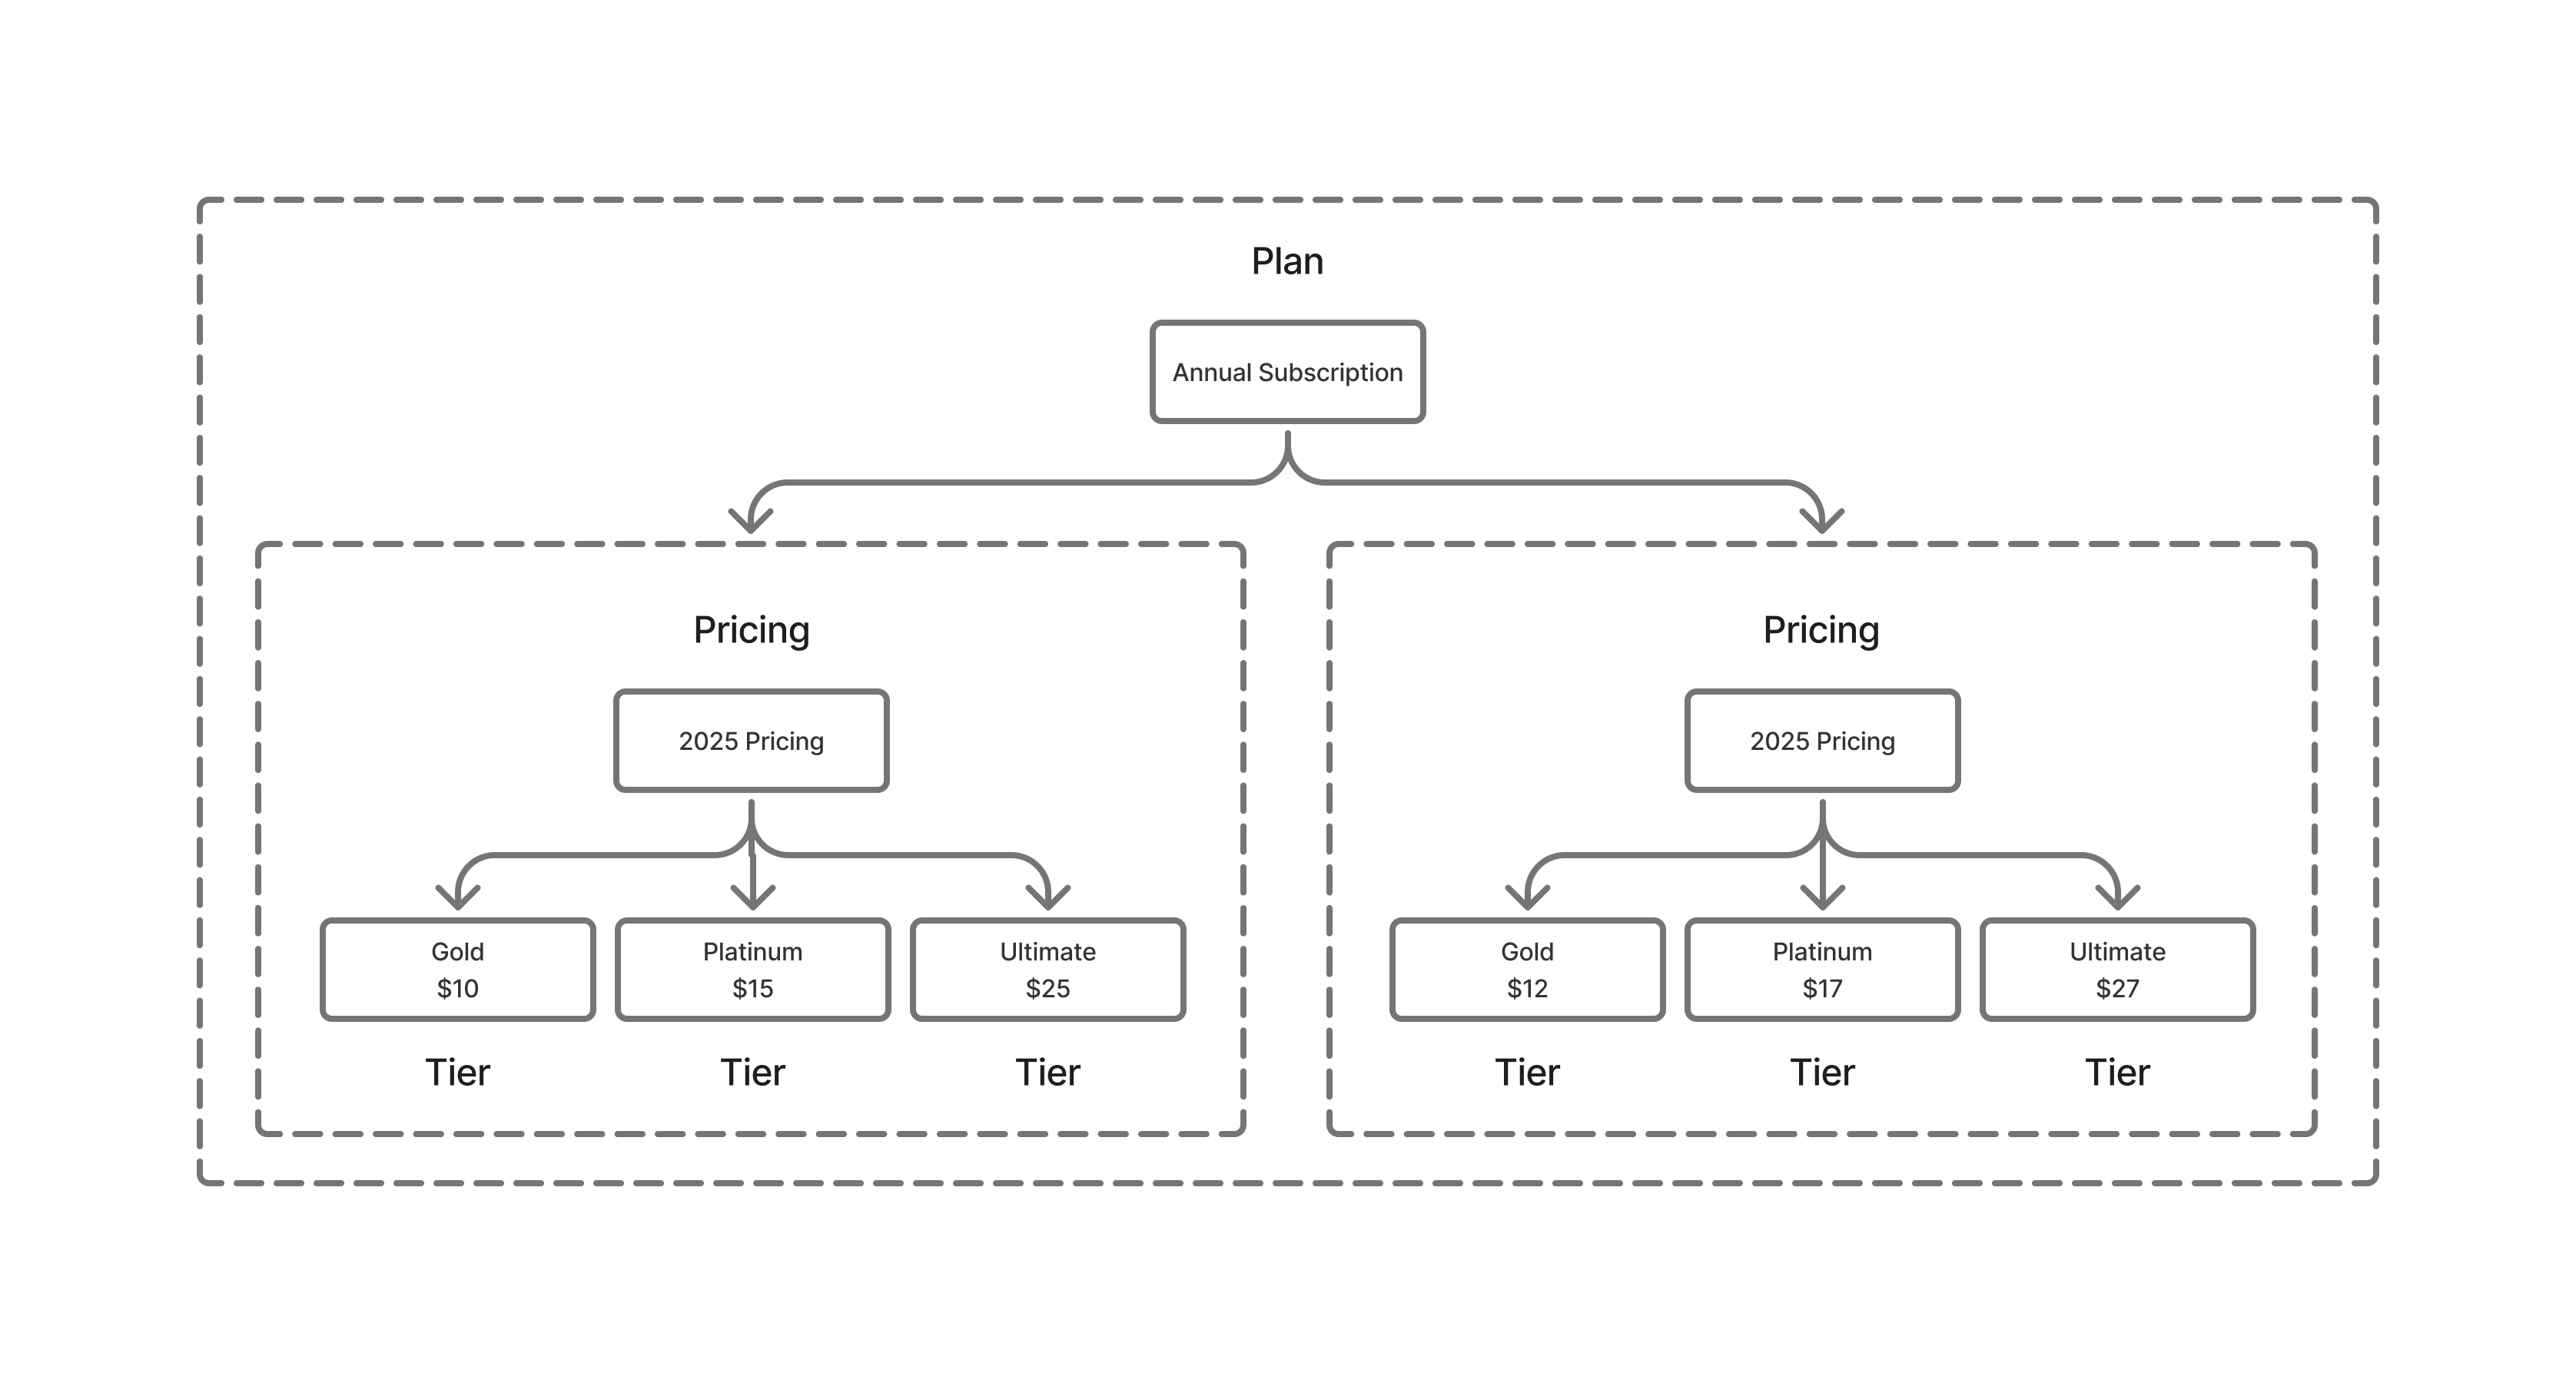 Plan
Annual Subscription
Pricing
2025 Pricing
Gold
$10
Platinum
$15
Ultimate
$25
Tier
Tier
Tier
Pricing
2025 Pricing
Gold
$12
Platinum
$17
Ultimate
$27
Tier
Tier
Tier